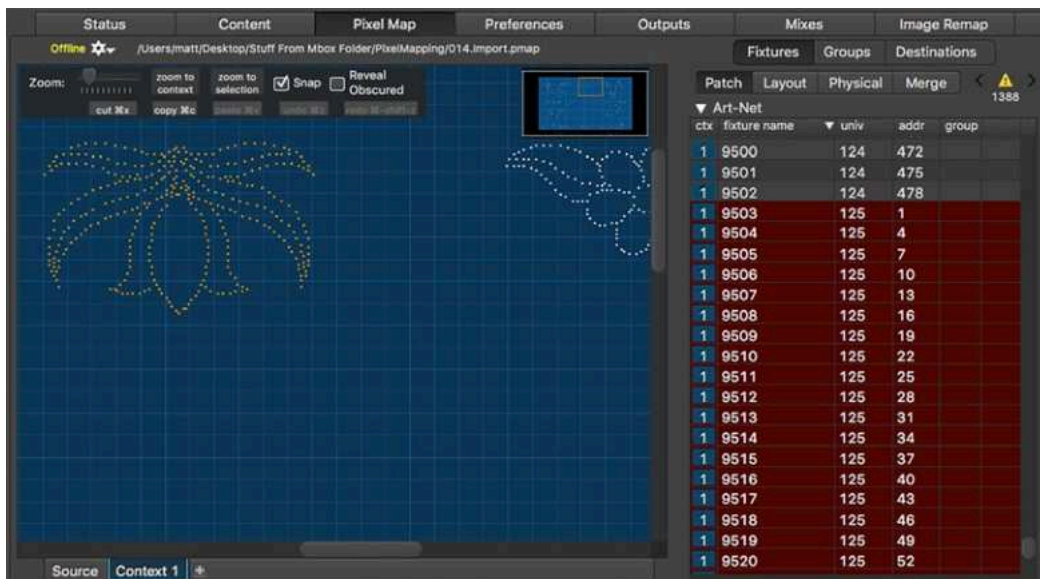 Status Content Pixel Map Preferences Outputs Mixes Image Remap
Offline /Users/matt/Desktop/Stuff From Mbox Folder/PixelMapping/014.import.pmap
Fixtures Groups Destinations
Zoom: zoom to context zoom to selection Snap Reveal Obscured
cut ⌘x copy ⌘c
Patch Layout Physical Merge 1388
▼ Art-Net
ctx fixture name ▼ univ addr group
1 9500 124 472
1 9501 124 475
1 9502 124 478
1 9503 125 1
1 9504 125 4
1 9505 125 7
1 9506 125 10
1 9507 125 13
1 9508 125 16
1 9509 125 19
1 9510 125 22
1 9511 125 25
1 9512 125 28
1 9513 125 31
1 9514 125 34
1 9515 125 37
1 9516 125 40
1 9517 125 43
1 9518 125 46
1 9519 125 49
1 9520 125 52
Source Context 1 +